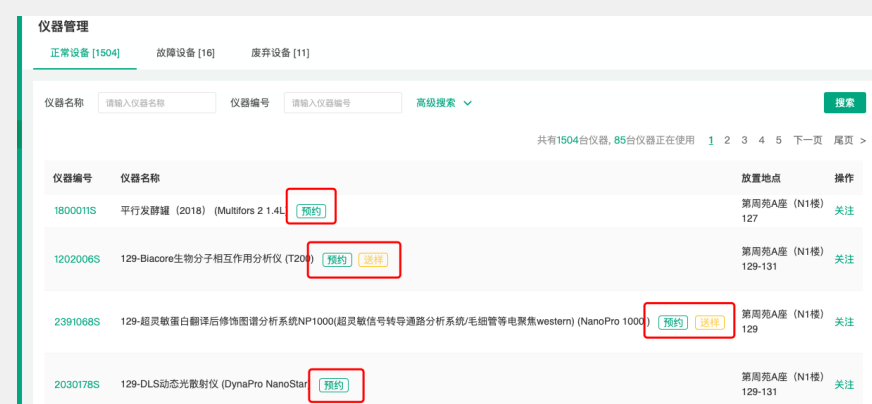 仪器管理
正常设备 [1504] 故障设备 [16] 废弃设备 [11]
仪器名称 请输入仪器名称 仪器编号 请输入仪器编号 高级搜索 搜索
共有1504台仪器, 85台仪器正在使用 1 2 3 4 5 下一页 尾页 >
仪器编号 仪器名称 放置地点 操作
1800011S 平行发酵罐（2018） (Multifors 2 1.4L) 预约 第周苑A座（N1楼）127 关注
1202006S 129-Biacore生物分子相互作用分析仪 (T200) 预约 送样 第周苑A座（N1楼）129-131 关注
2391068S 129-超灵敏蛋白翻译后修饰图谱分析系统NP1000(超灵敏信号转导通路分析系统/毛细管等电聚焦western) (NanoPro 1000) 预约 送样 第周苑A座（N1楼）129 关注
2030178S 129-DLS动态光散射仪 (DynaPro NanoStar) 预约 第周苑A座（N1楼）129-131 关注